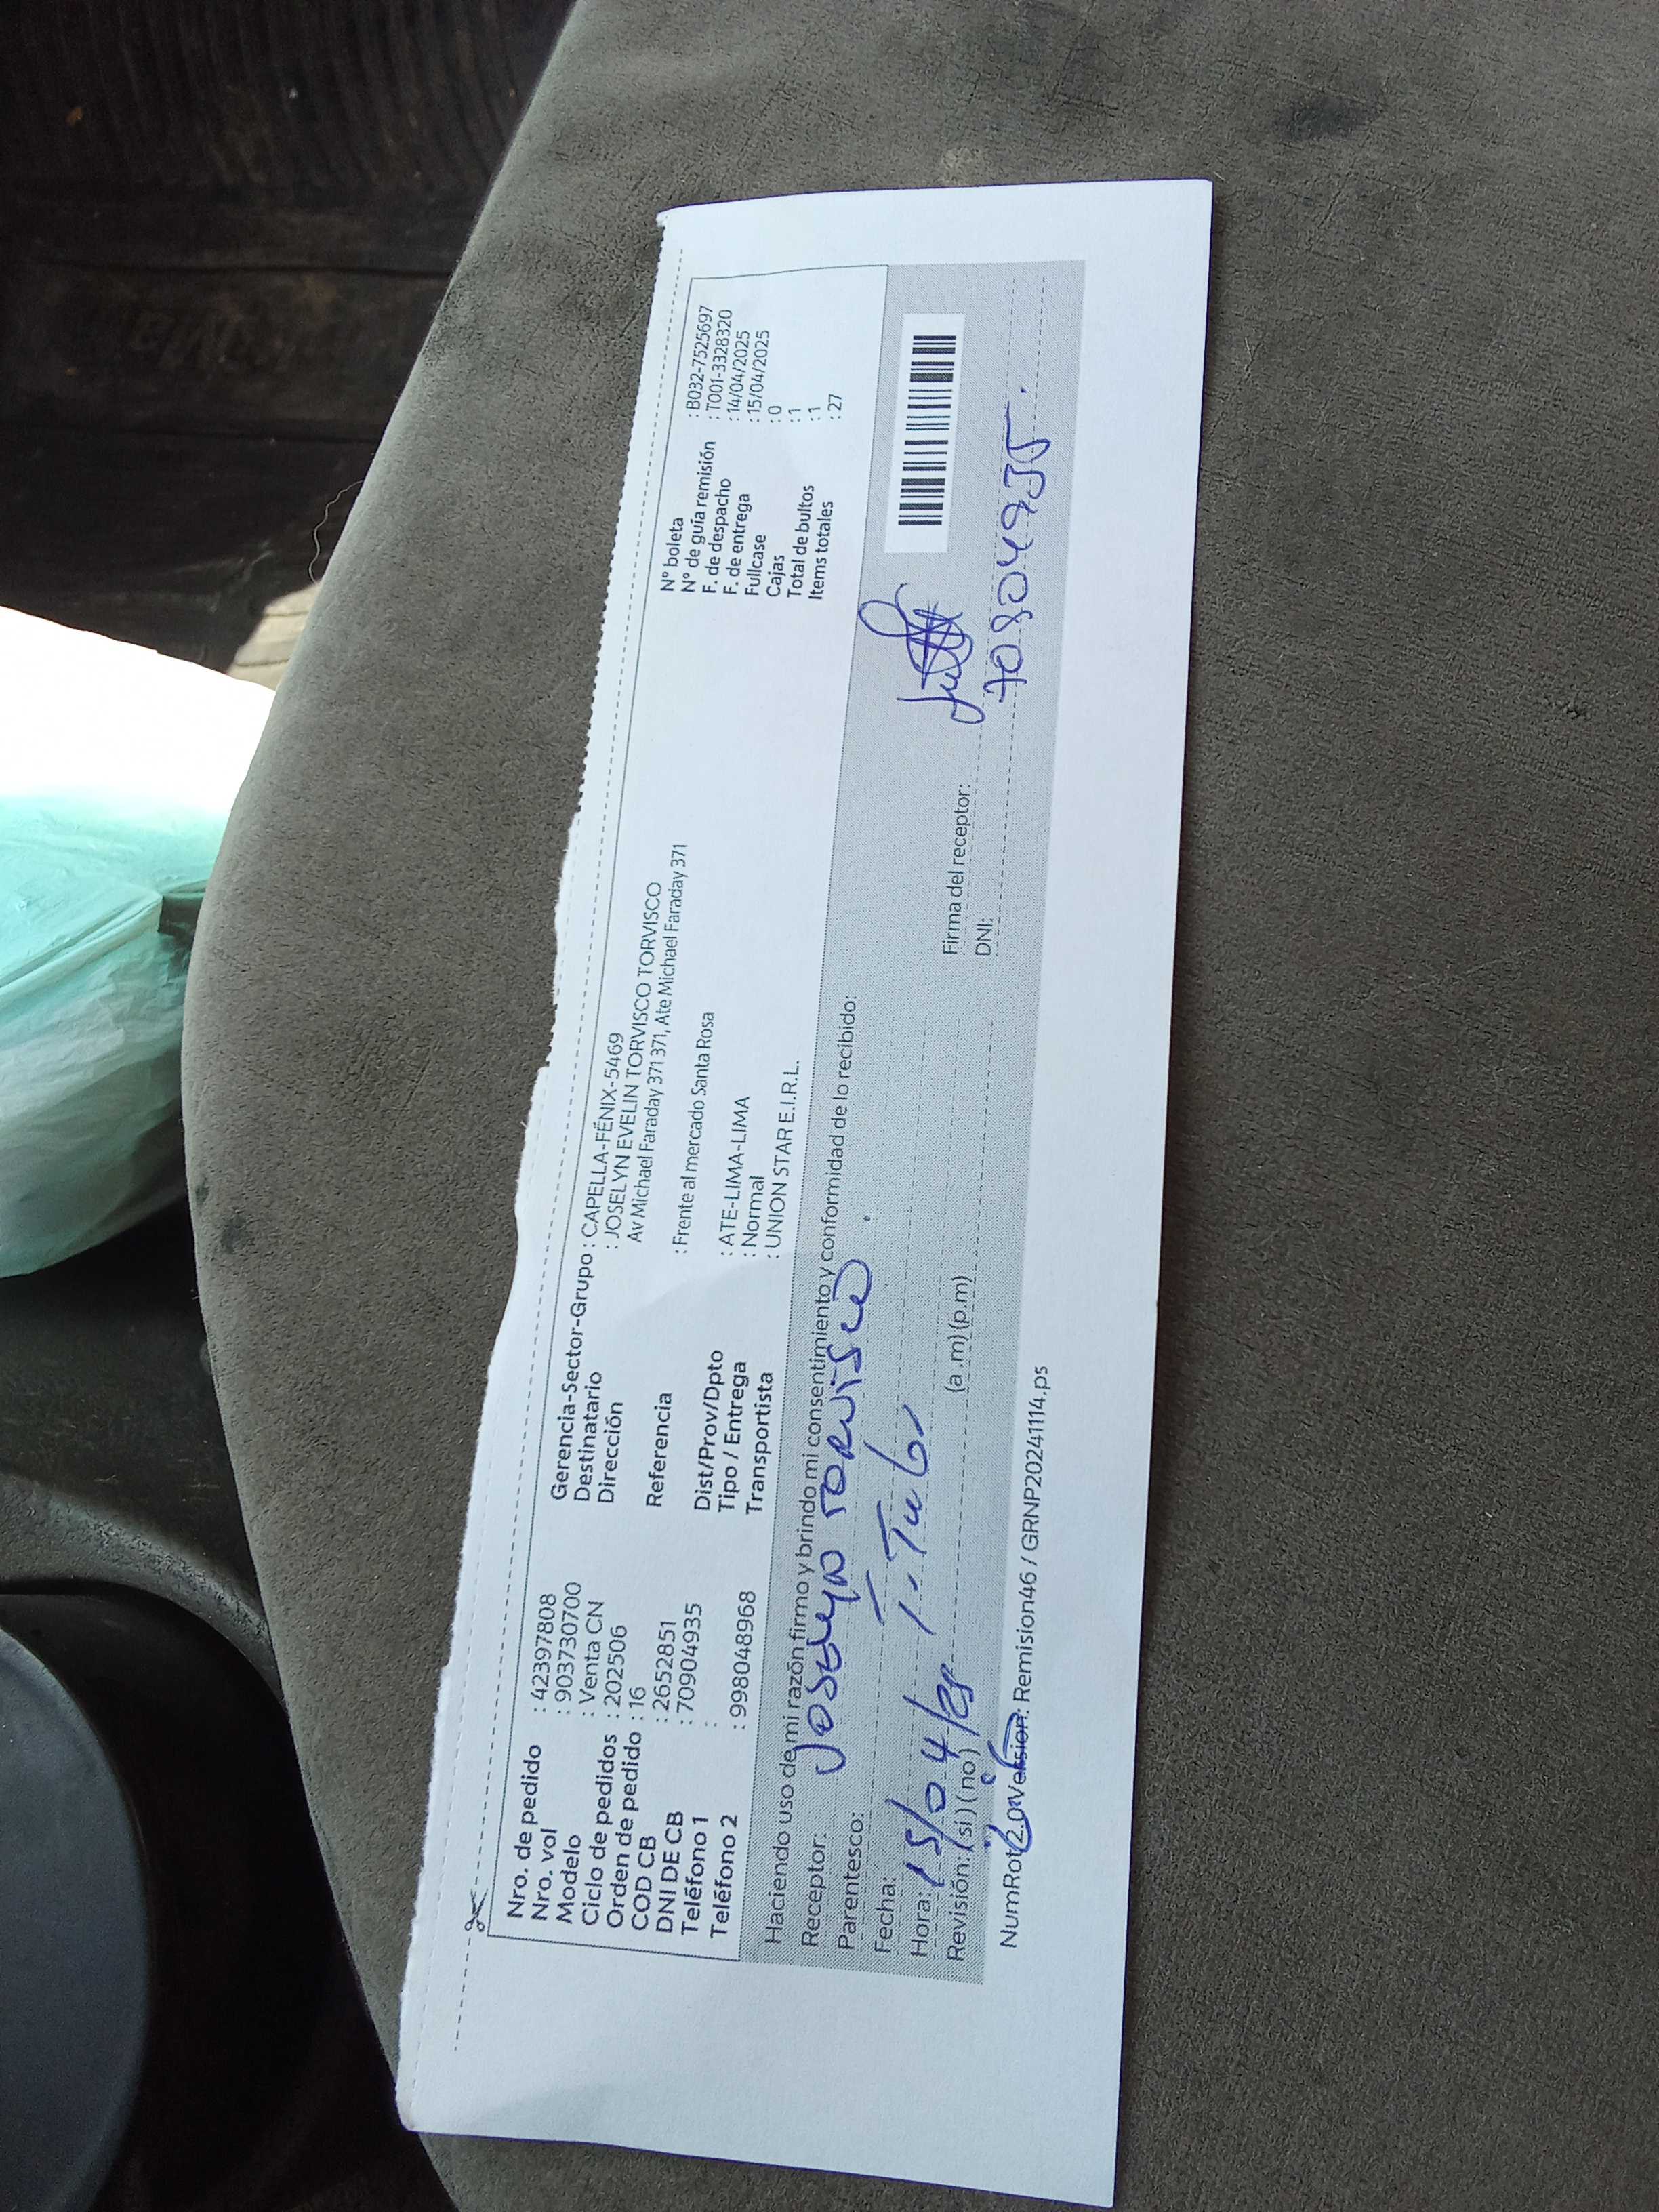 Nro. de pedido : 42397808
Nro. vol : 903730700
Modelo : Venta CN
Ciclo de pedidos : 202506
Orden de pedido : 16
COD CB : 2652851
DNI DE CB : 70904935
Teléfono 1 :
Teléfono 2 : 998048968
Gerencia-Sector-Grupo : CAPELLA-FÉNIX-5469
Destinatario : JOSELYN EVELIN TORVISCO TORVISCO
Dirección Av Michael Faraday 371 371, Ate Michael Faraday 371
Referencia : Frente al mercado Santa Rosa
Dist/Prov/Dpto : ATE-LIMA-LIMA
Tipo / Entrega : Normal
Transportista : UNION STAR E.I.R.L.
N° boleta : B032-7525697
N° de guía remisión : T001-3328320
F. de despacho : 14/04/2025
F. de entrega : 15/04/2025
Fullcase : 0
Cajas : 1
Total de bultos : 1
Items totales : 27
Haciendo uso de mi razón firmo y brindo mi consentimiento y conformidad de lo recibido:
Receptor: Joselyn Torvisco
Parentesco:
Fecha: 15/04/
Hora: (a .m) (p.m)
Revisión: (si) (no)
Firma del receptor:
DNI:
NumRot 2.0 Version: Remision46 / GRNP20241114.ps